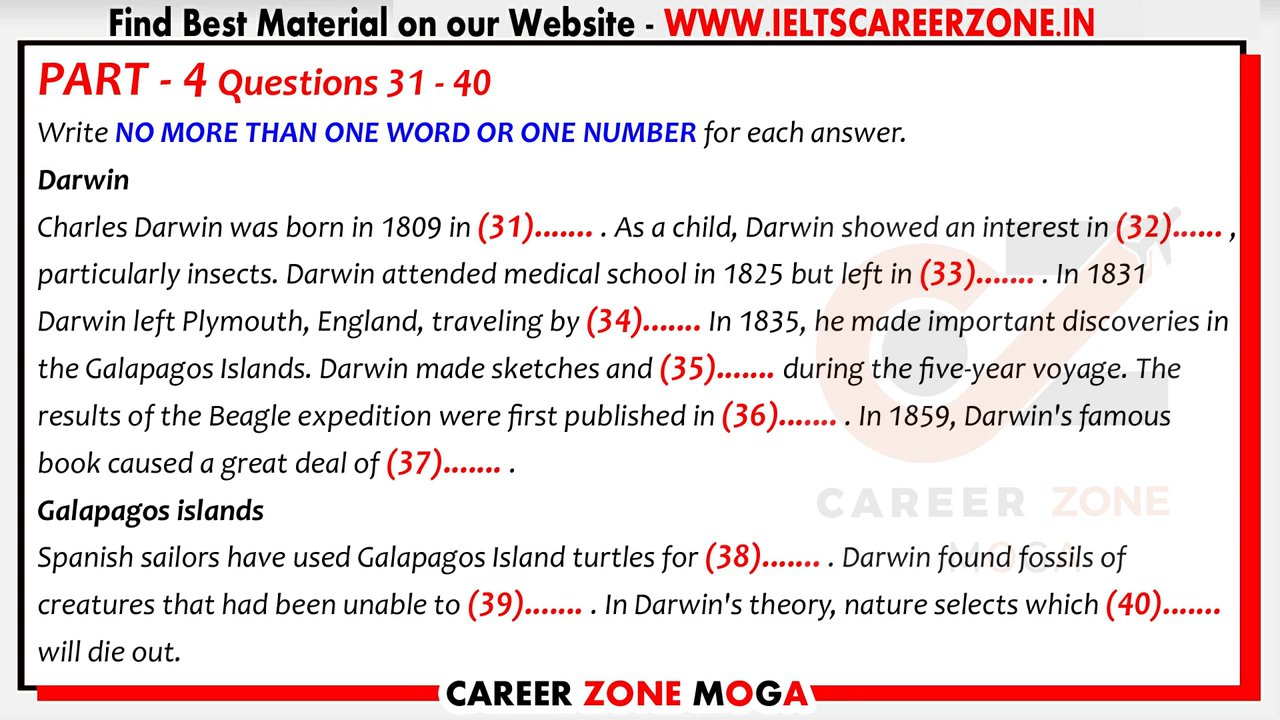 Find Best Material on our Website - WWW.IELTSCAREERZONE.IN
PART - 4 Questions 31 - 40
Write NO MORE THAN ONE WORD OR ONE NUMBER for each answer.
Darwin
Charles Darwin was born in 1809 in (31)....... . As a child, Darwin showed an interest in (32)...... ,
particularly insects. Darwin attended medical school in 1825 but left in (33)....... . In 1831
Darwin left Plymouth, England, traveling by (34)....... In 1835, he made important discoveries in
the Galapagos Islands. Darwin made sketches and (35)....... during the five-year voyage. The
results of the Beagle expedition were first published in (36)....... . In 1859, Darwin's famous
book caused a great deal of (37)....... .
CAREER ZONE
Galapagos islands
MOGA
Spanish sailors have used Galapagos Island turtles for (38)....... . Darwin found fossils of
creatures that had been unable to (39)....... . In Darwin's theory, nature selects which (40).......
will die out.
CAREER ZONE MOGA